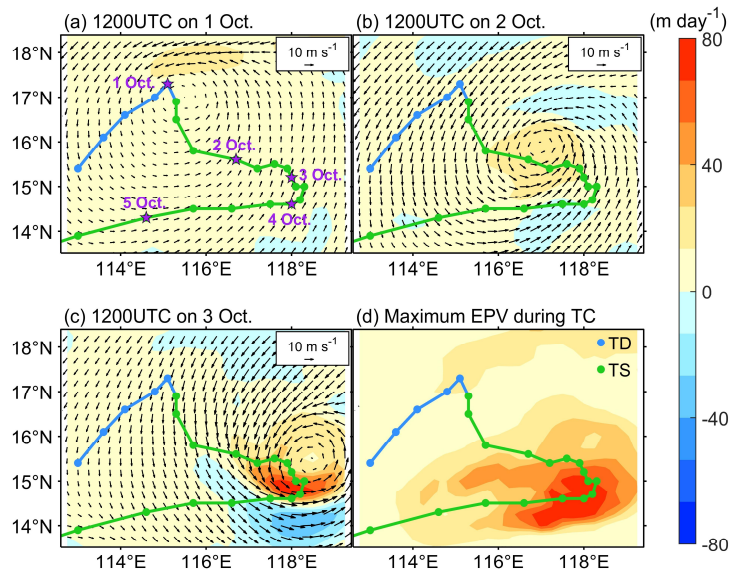 (a) 1200UTC on 1 Oct.
(b) 1200UTC on 2 Oct.
(m day⁻¹)
18°N
17°N
16°N
15°N
14°N
10 m s⁻¹
1 Oct.
2 Oct.
3 Oct.
4 Oct.
5 Oct.
114°E
116°E
118°E
10 m s⁻¹
114°E
116°E
118°E
80
40
0
-40
-80
(c) 1200UTC on 3 Oct.
(d) Maximum EPV during TC
18°N
17°N
16°N
15°N
14°N
10 m s⁻¹
114°E
116°E
118°E
TD
TS
114°E
116°E
118°E